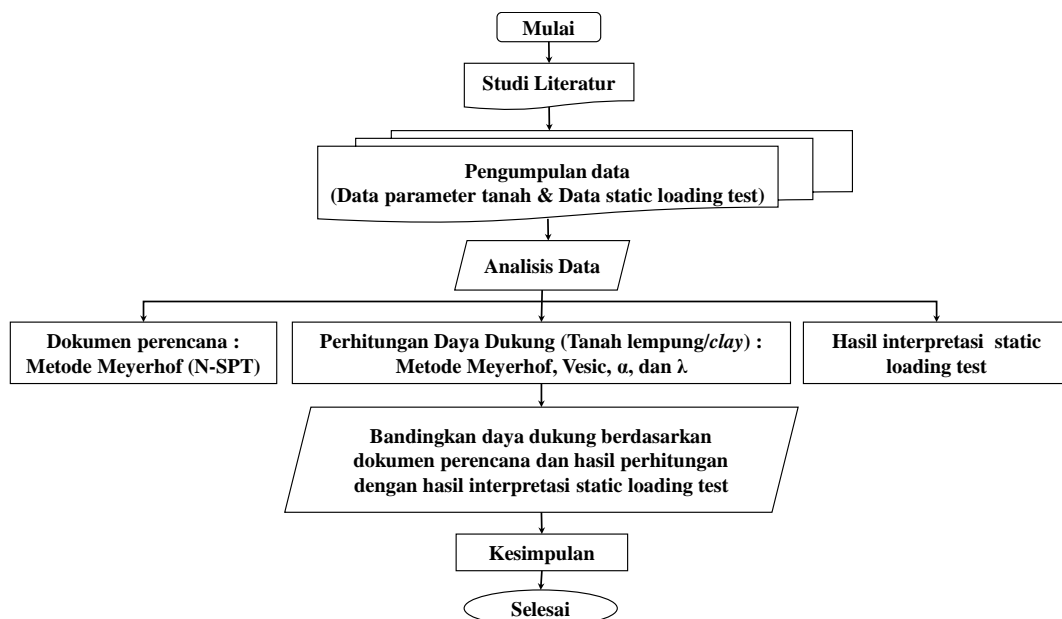 Mulai
Studi Literatur
Pengumpulan data
(Data parameter tanah & Data static loading test)
Analisis Data
Dokumen perencana :
Metode Meyerhof (N-SPT)
Perhitungan Daya Dukung (Tanah lempung/clay) :
Metode Meyerhof, Vesic, α, dan λ
Hasil interpretasi static
loading test
Bandingkan daya dukung berdasarkan
dokumen perencana dan hasil perhitungan
dengan hasil interpretasi static loading test
Kesimpulan
Selesai